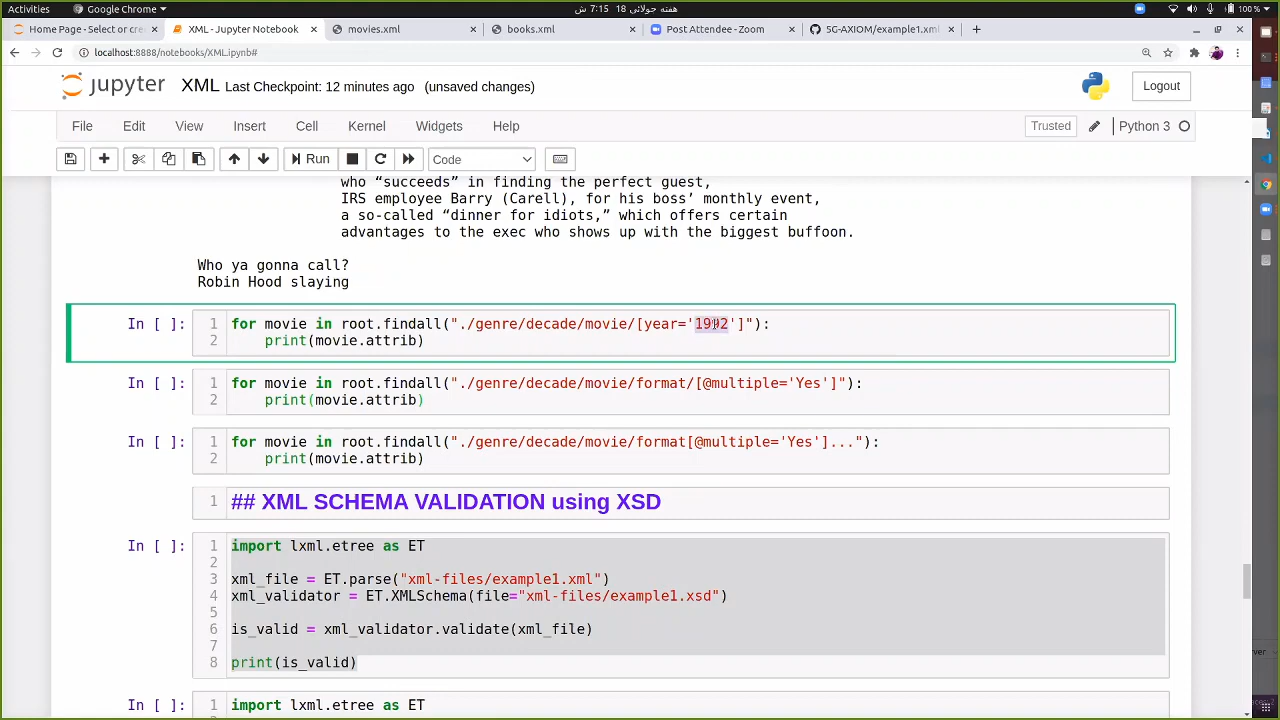 Activities Google Chrome هفته جولائی 18 7:15 ش 100 %
Home Page - Select or cre XML - Jupyter Notebook movies.xml books.xml Post Attendee - Zoom 5G-AXIOM/example1.xml
localhost:8888/notebooks/XML.ipynb#
jupyter XML Last Checkpoint: 12 minutes ago (unsaved changes) Logout
File Edit View Insert Cell Kernel Widgets Help Trusted Python 3
Run Code
who “succeeds” in finding the perfect guest,
IRS employee Barry (Carell), for his boss’ monthly event,
a so-called “dinner for idiots,” which offers certain
advantages to the exec who shows up with the biggest buffoon.
Who ya gonna call?
Robin Hood slaying
In [ ]: 1 for movie in root.findall("./genre/decade/movie/[year='1992']"):
2 print(movie.attrib)
In [ ]: 1 for movie in root.findall("./genre/decade/movie/format/[@multiple='Yes']"):
2 print(movie.attrib)
In [ ]: 1 for movie in root.findall("./genre/decade/movie/format[@multiple='Yes']..."):
2 print(movie.attrib)
1 ## XML SCHEMA VALIDATION using XSD
In [ ]: 1 import lxml.etree as ET
2
3 xml_file = ET.parse("xml-files/example1.xml")
4 xml_validator = ET.XMLSchema(file="xml-files/example1.xsd")
5
6 is_valid = xml_validator.validate(xml_file)
7
8 print(is_valid)
In [ ]: 1 import lxml.etree as ET